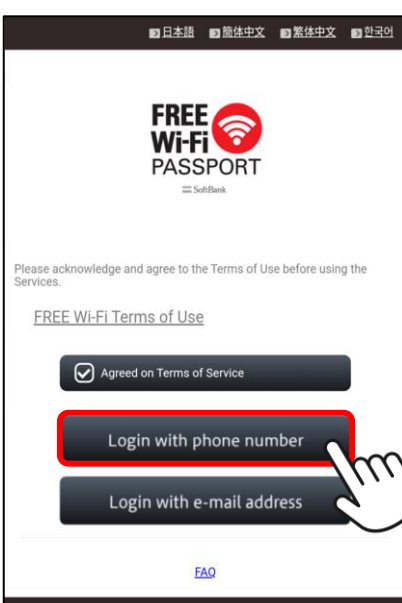 日本語 簡体中文 繁体中文 한국어
FREE
Wi-Fi
PASSPORT
SoftBank
Please acknowledge and agree to the Terms of Use before using the
Services.
FREE Wi-Fi Terms of Use
Agreed on Terms of Service
Login with phone number
Login with e-mail address
FAQ